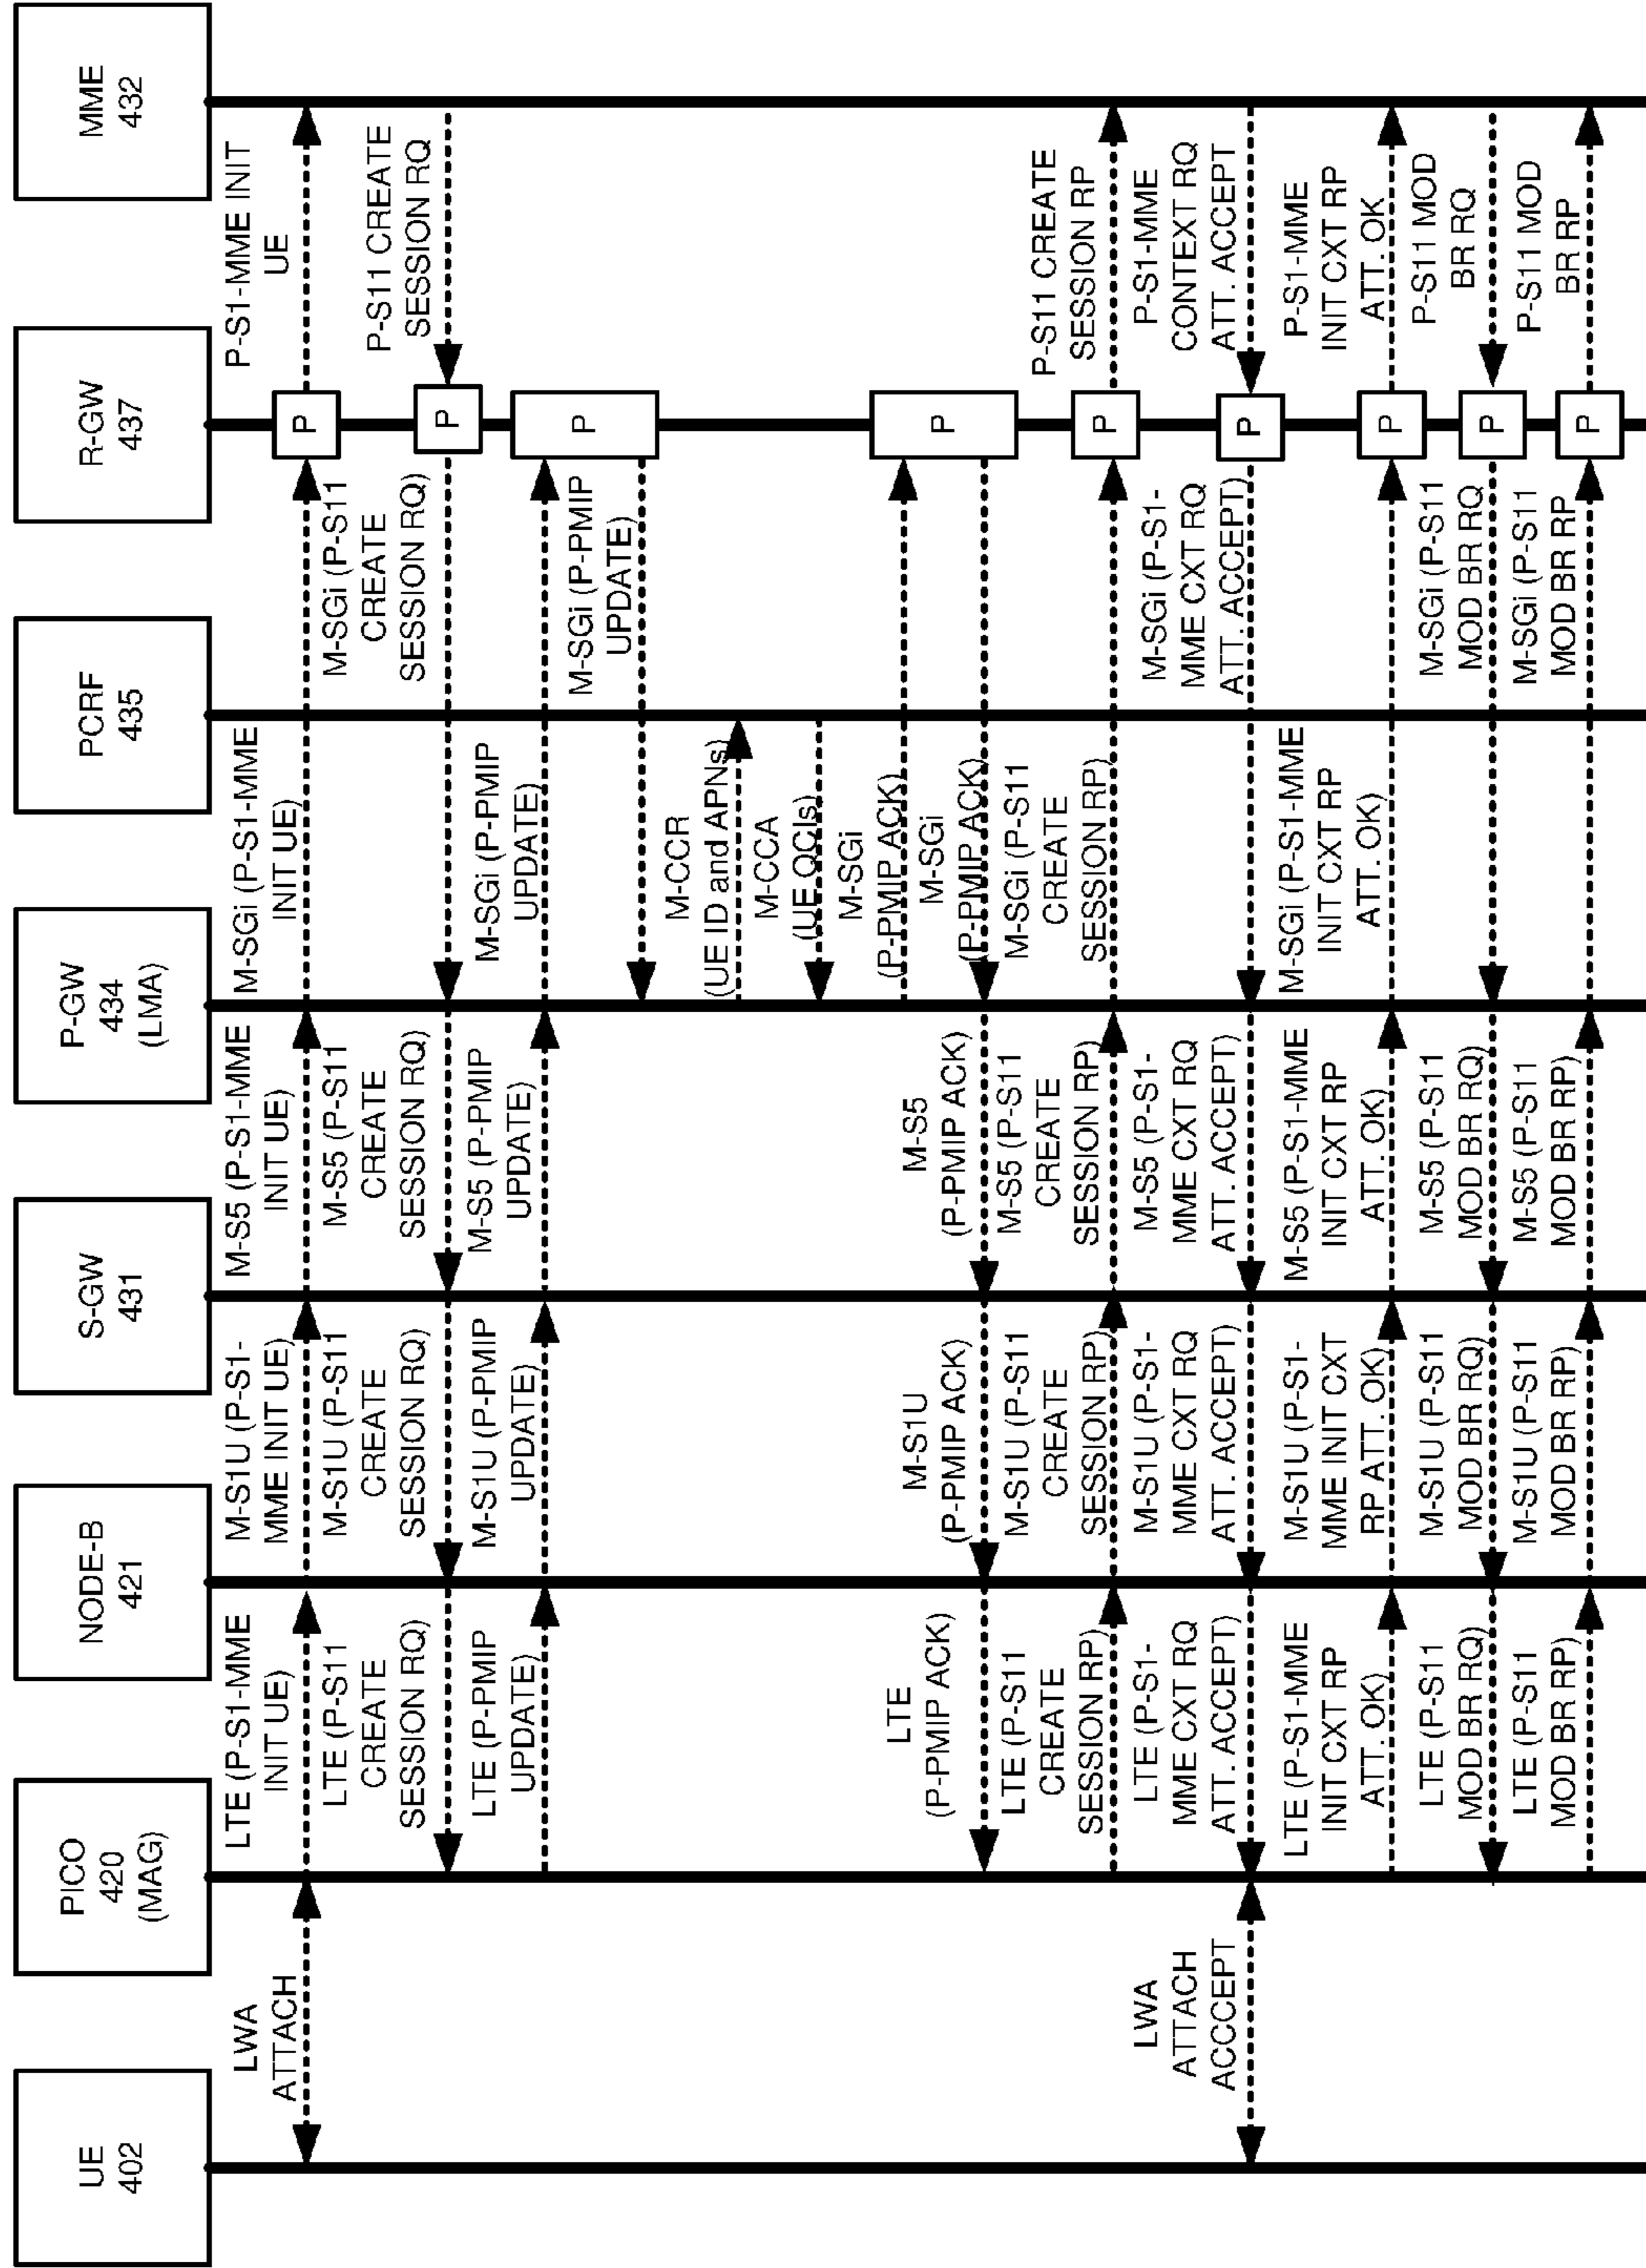 UE
402
PICO
420
(MAG)
NODE-B
421
S-GW
431
P-GW
434
(LMA)
PCRF
435
R-GW
437
MME
432
LWA
ATTACH
LTE (P-S1-MME
INIT UE)
M-S1U (P-S1-
MME INIT UE)
M-S5 (P-S1-MME
INIT UE)
M-SGi (P-S1-MME
INIT UE)
P
P-S1-MME INIT
UE
LTE (P-S11
CREATE
SESSION RQ)
M-S1U (P-S11
CREATE
SESSION RQ)
M-S5 (P-S11
CREATE
SESSION RQ)
M-SGi (P-S11
CREATE
SESSION RQ)
P
P-S11 CREATE
SESSION RQ
LTE (P-PMIP
UPDATE)
M-S1U (P-PMIP
UPDATE)
M-S5 (P-PMIP
UPDATE)
M-SGi (P-PMIP
UPDATE)
P
M-SGi (P-PMIP
UPDATE)
M-CCR
(UE ID and APNs)
M-CCA
(UE QCIs)
M-SGi
(P-PMIP ACK)
P
LTE
(P-PMIP ACK)
M-S1U
(P-PMIP ACK)
M-S5
(P-PMIP ACK)
M-SGi
(P-PMIP ACK)
LTE (P-S11
CREATE
SESSION RP)
M-S1U (P-S11
CREATE
SESSION RP)
M-S5 (P-S11
CREATE
SESSION RP)
M-SGi (P-S11
CREATE
SESSION RP)
P
P-S11 CREATE
SESSION RP
LWA
ATTACH
ACCCEPT
LTE (P-S1-
MME CXT RQ
ATT. ACCEPT)
M-S1U (P-S1-
MME CXT RQ
ATT. ACCEPT)
M-S5 (P-S1-
MME CXT RQ
ATT. ACCEPT)
M-SGi (P-S1-
MME CXT RQ
ATT. ACCEPT)
P
P-S1-MME
CONTEXT RQ
ATT. ACCEPT
LTE (P-S1-MME
INIT CXT RP
ATT. OK)
M-S1U (P-S1-
MME INIT CXT
RP ATT. OK)
M-S5 (P-S1-MME
INIT CXT RP
ATT. OK)
M-SGi (P-S1-MME
INIT CXT RP
ATT. OK)
P
P-S1-MME
INIT CXT RP
ATT. OK
LTE (P-S11
MOD BR RQ)
M-S1U (P-S11
MOD BR RQ)
M-S5 (P-S11
MOD BR RQ)
M-SGi (P-S11
MOD BR RQ
P
P-S11 MOD
BR RQ
LTE (P-S11
MOD BR RP)
M-S1U (P-S11
MOD BR RP)
M-S5 (P-S11
MOD BR RP)
M-SGi (P-S11
MOD BR RP
P
P-S11 MOD
BR RP